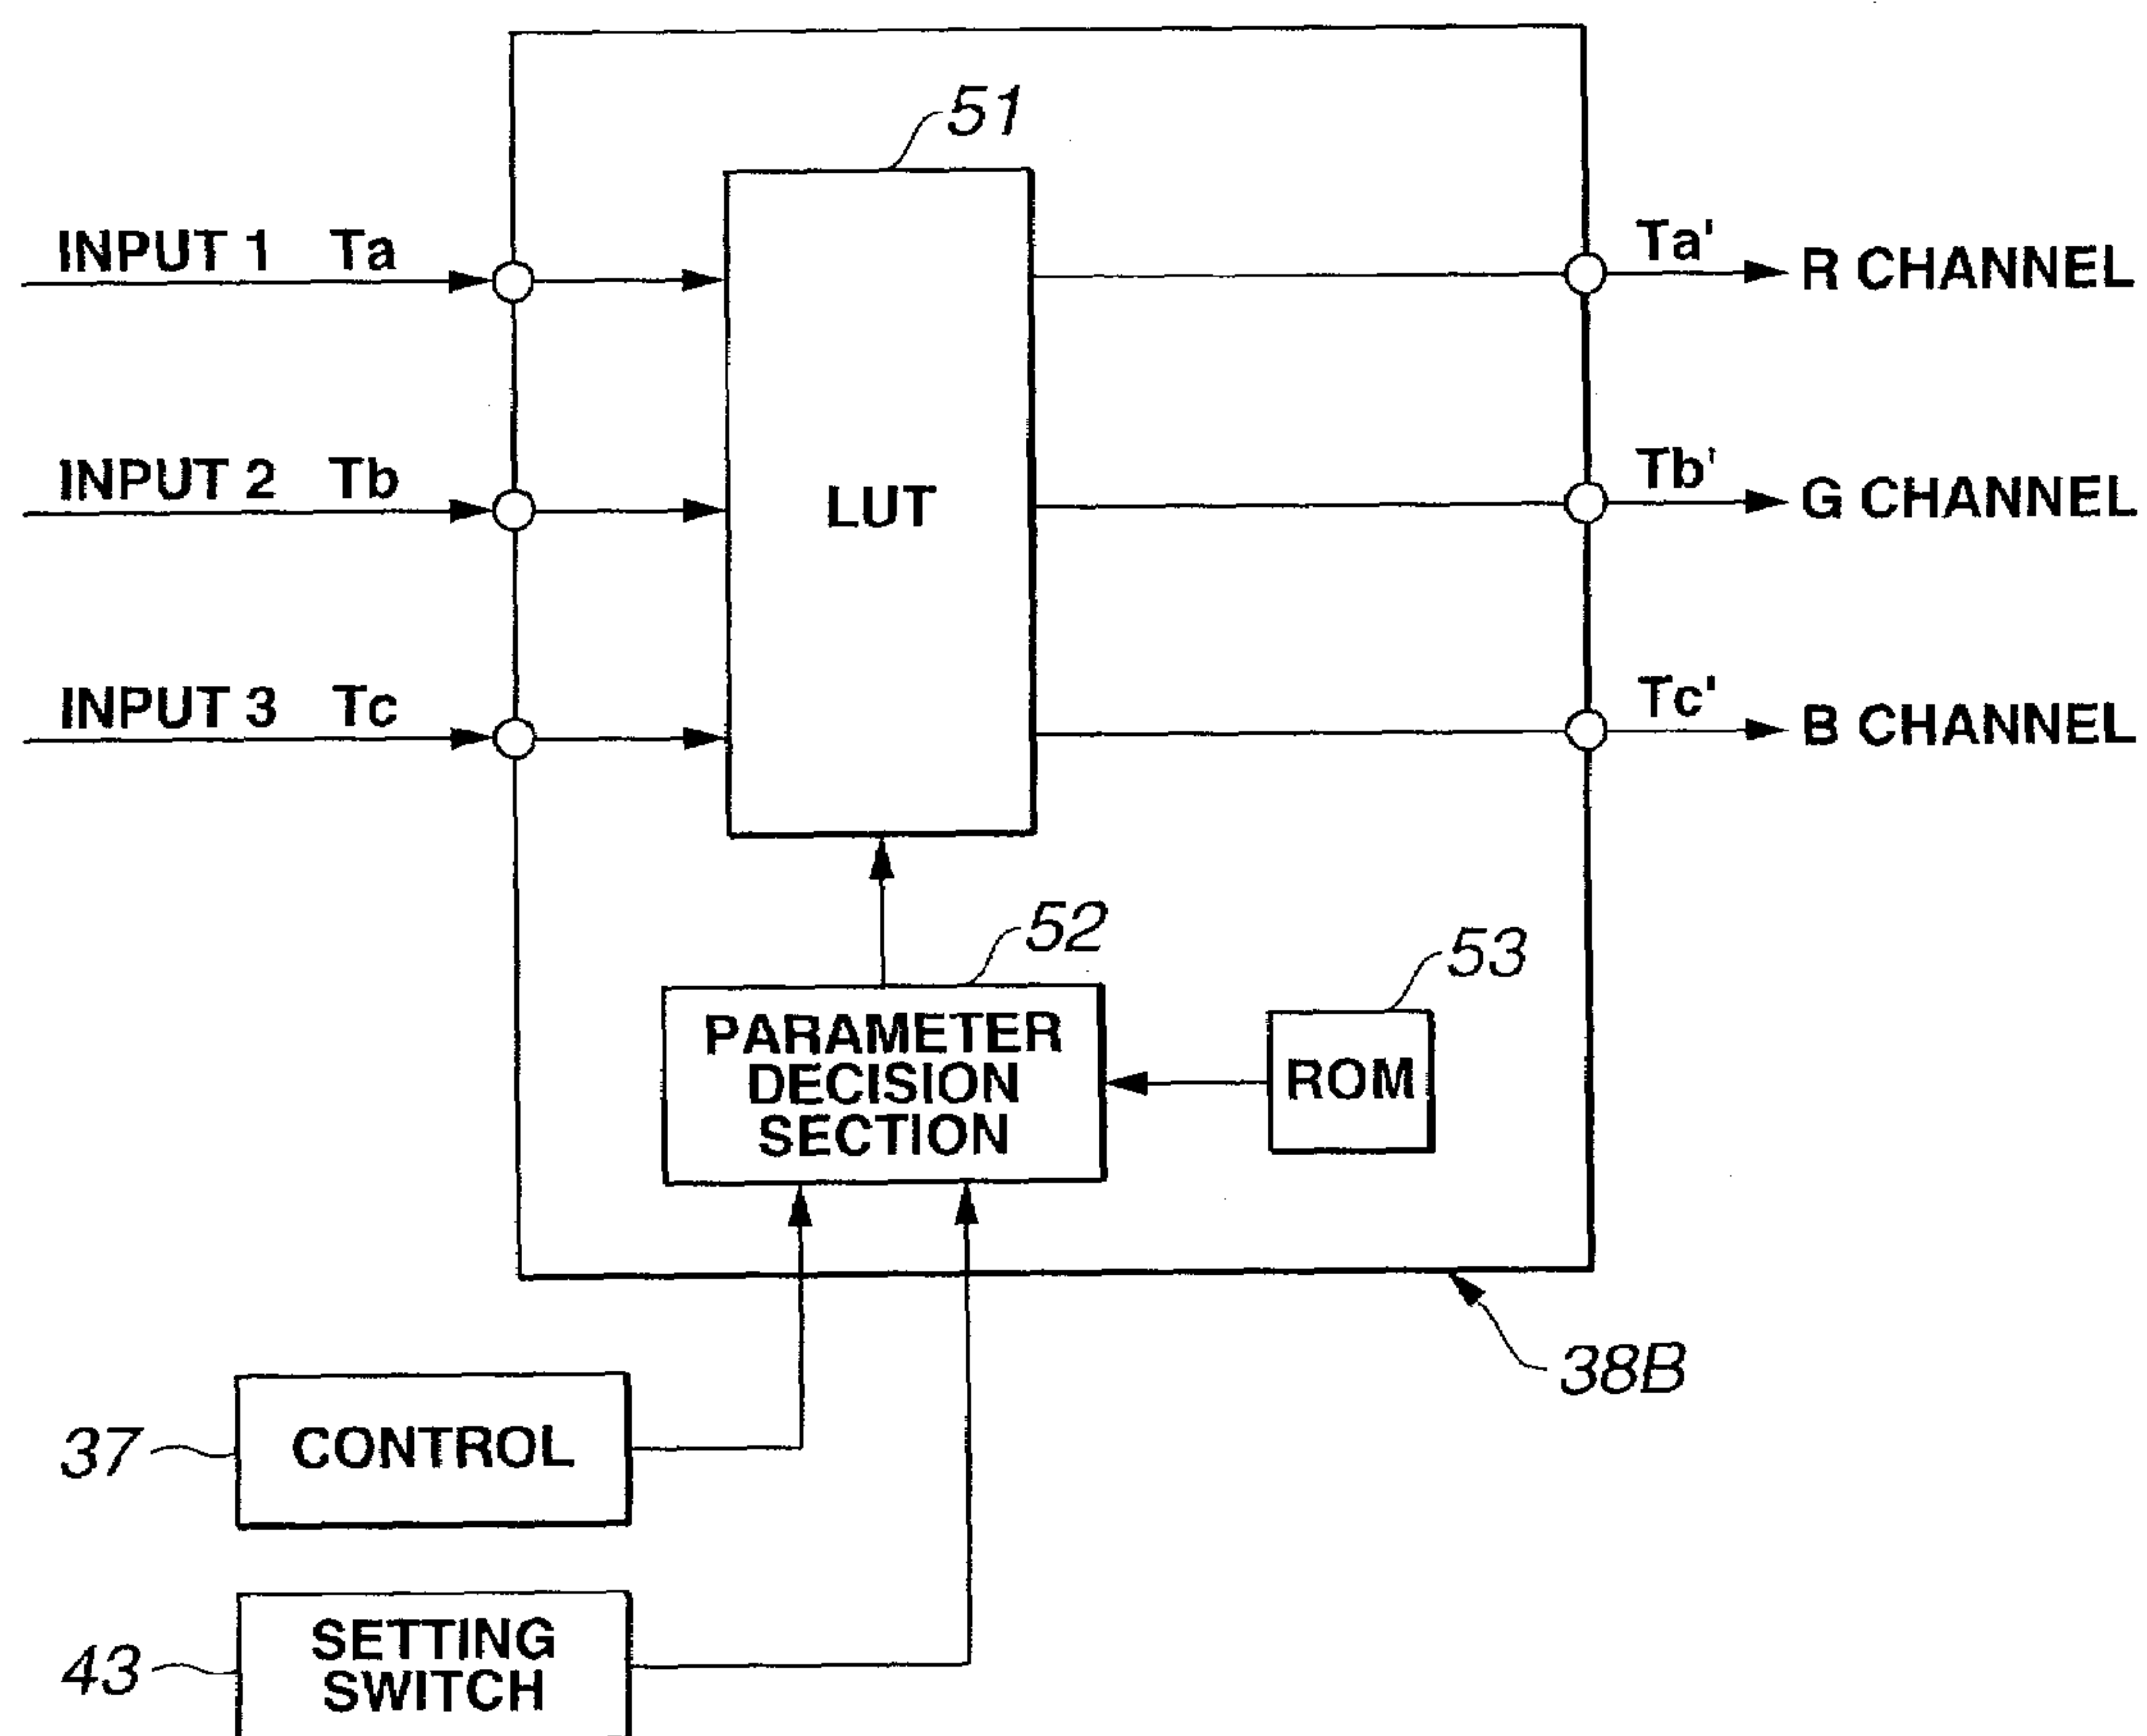 51
INPUT 1 Ta
Ta'
R CHANNEL
INPUT 2 Tb
LUT
Tb'
G CHANNEL
INPUT 3 Tc
Tc'
B CHANNEL
52
53
PARAMETER
DECISION
SECTION
ROM
38B
37
CONTROL
43
SETTING
SWITCH